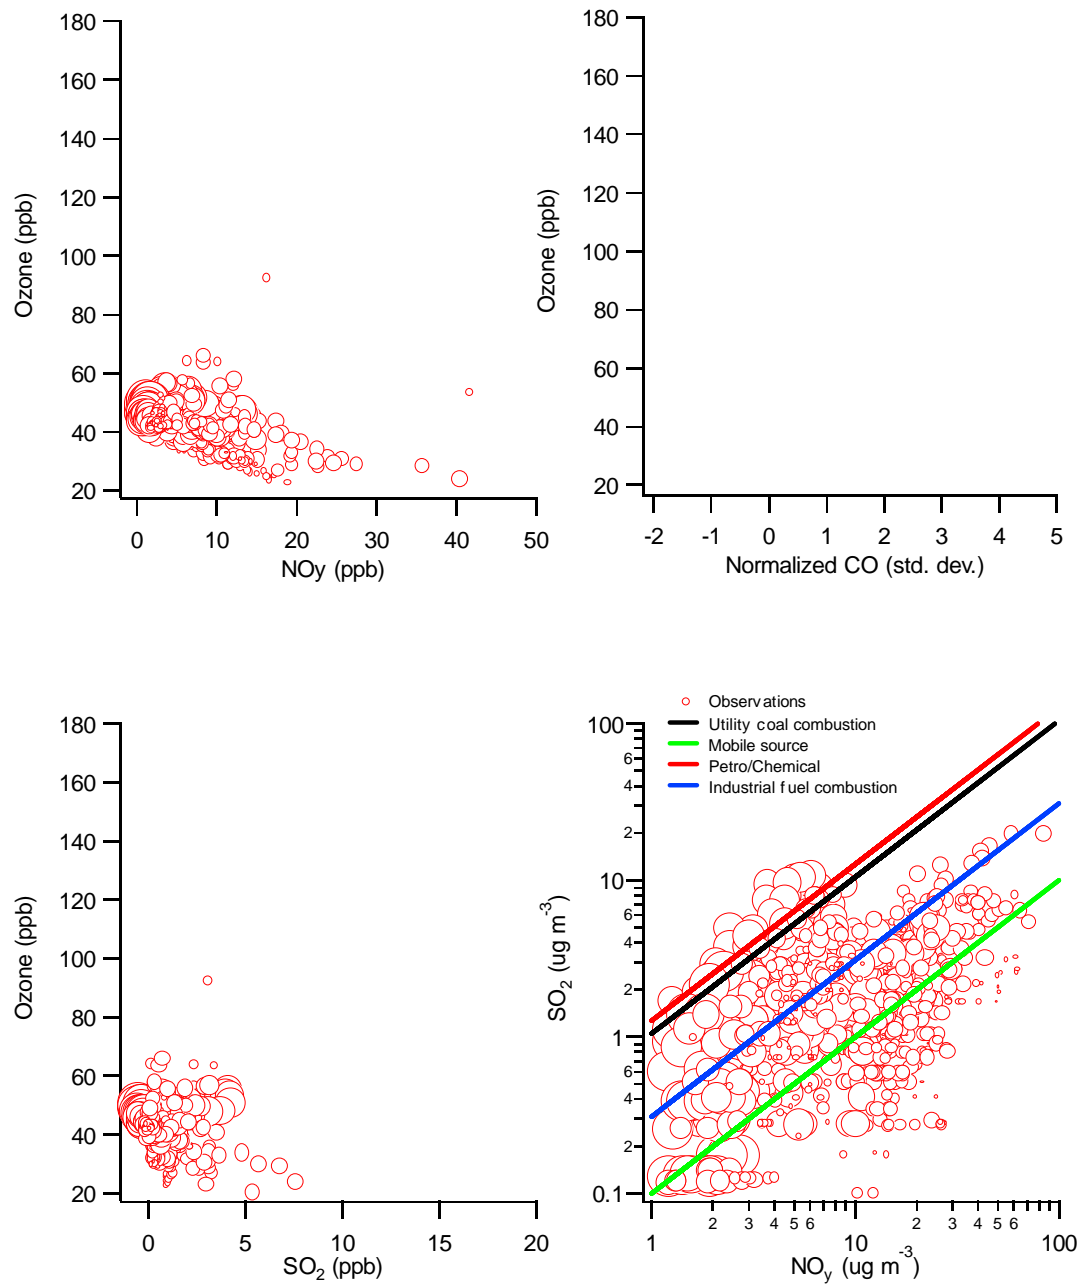 180
160
140
120
100
80
60
40
20
Ozone (ppb)
0 10 20 30 40 50
NOy (ppb)
180
160
140
120
100
80
60
40
20
Ozone (ppb)
-2 -1 0 1 2 3 4 5
Normalized CO (std. dev.)
180
160
140
120
100
80
60
40
20
Ozone (ppb)
0 5 10 15 20
SO2 (ppb)
Observations
Utility coal combustion
Mobile source
Petro/Chemical
Industrial fuel combustion
100
6
4
2
10
6
4
2
1
6
4
2
0.1
SO2 (ug m-3)
2 3 4 5 6 2 3 4 5 6
1 10 100
NOy (ug m-3)